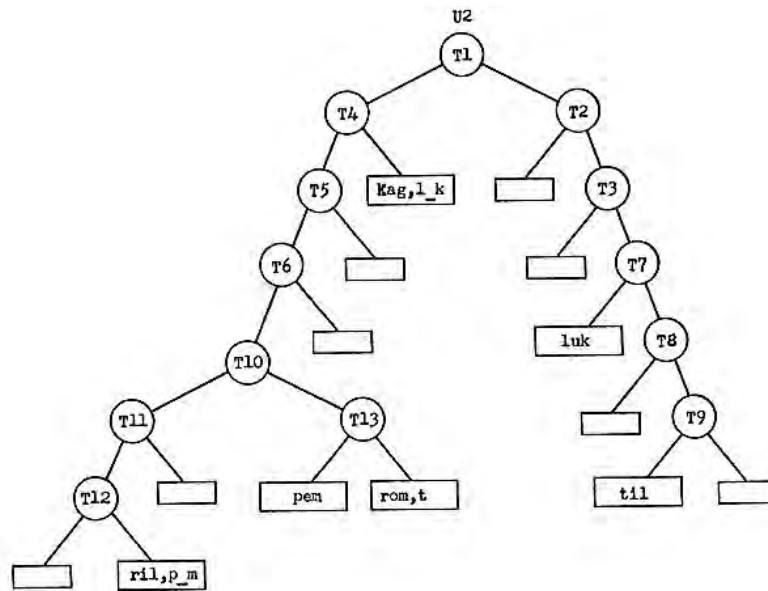 U2
T1
T4
T2
Kag,l_k
T5
T3
T6
T7
luk
T8
T10
T11
T13
T9
T12
pem
rom,t
til
ril,p_m